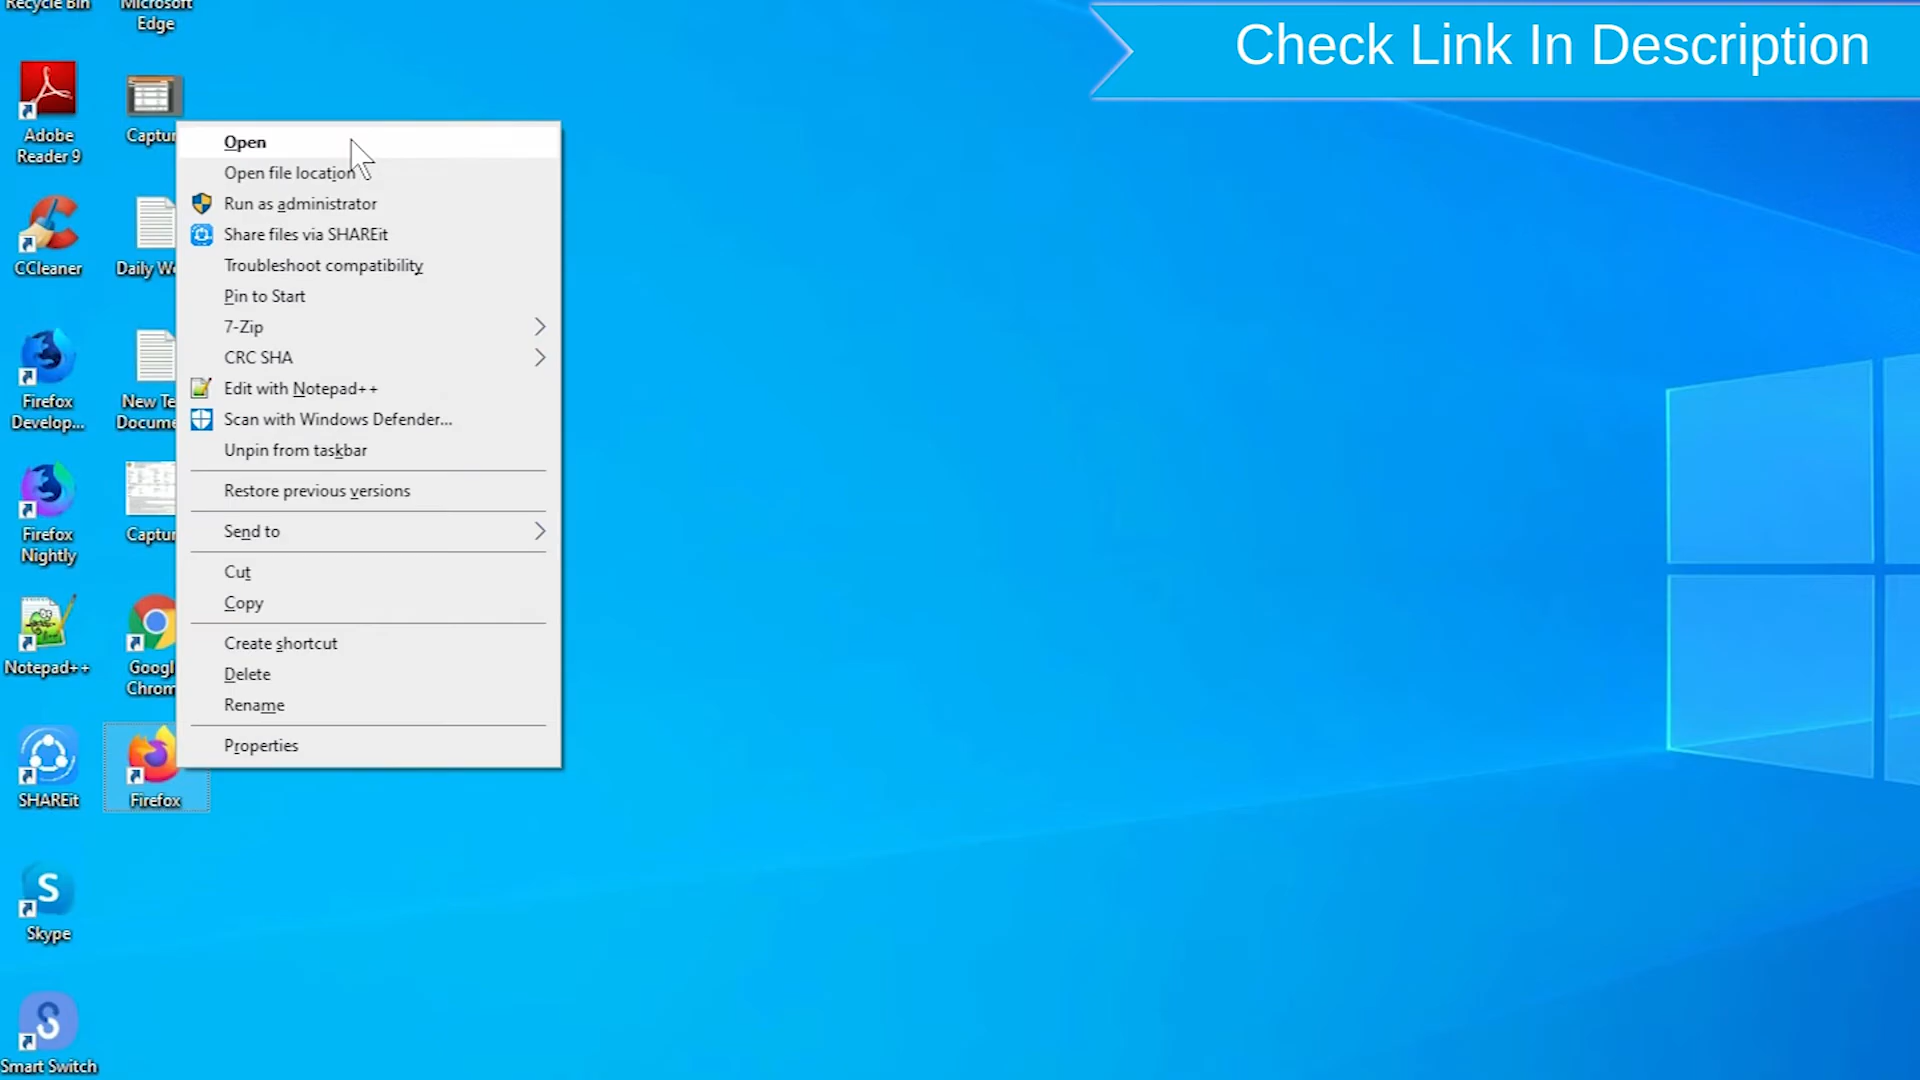 Recycle Bin
Microsoft
Edge
Check Link In Description
Adobe
Reader 9
Captur
CCleaner
Daily Wo
Firefox
Develop...
New Te
Docume
Firefox
Nightly
Captur
Notepad++
Googl
Chrom
SHAREit
Firefox
Skype
Smart Switch
Open
Open file location
Run as administrator
Share files via SHAREit
Troubleshoot compatibility
Pin to Start
7-Zip
CRC SHA
Edit with Notepad++
Scan with Windows Defender...
Unpin from taskbar
Restore previous versions
Send to
Cut
Copy
Create shortcut
Delete
Rename
Properties